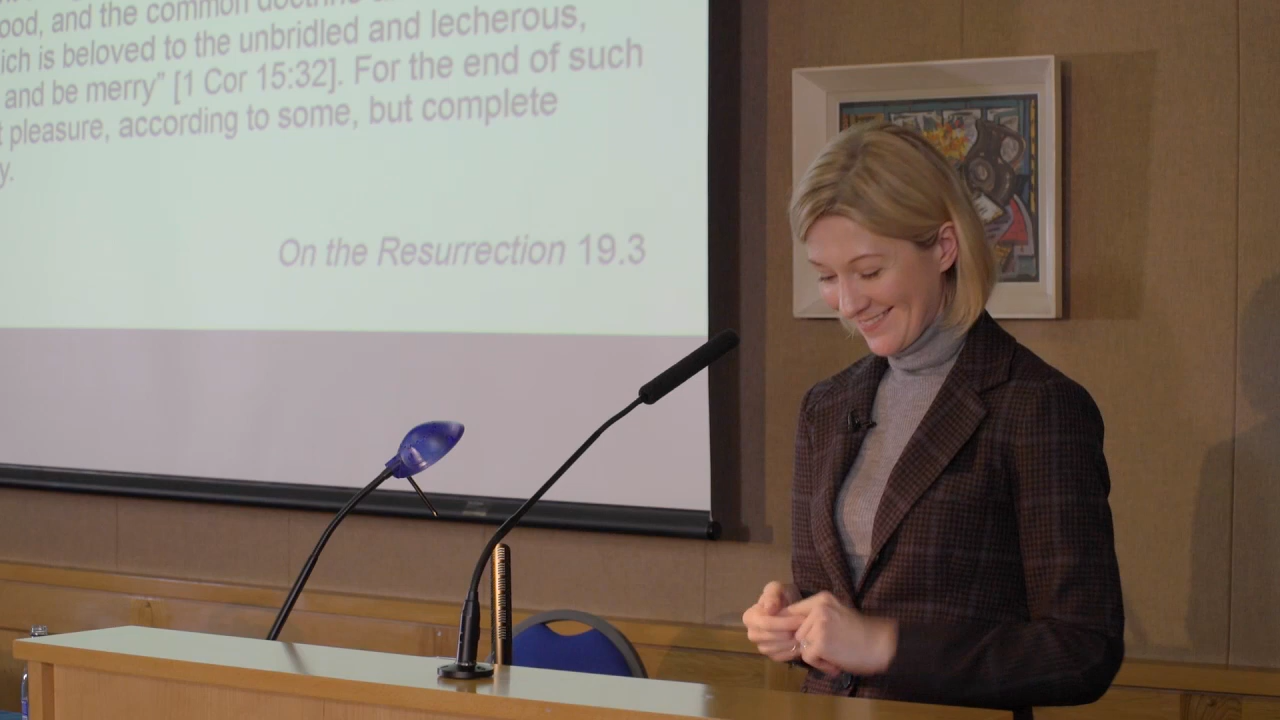 ood, and the common doctrine
ich is beloved to the unbridled and lecherous,
and be merry” [1 Cor 15:32]. For the end of such
t pleasure, according to some, but complete
y.
On the Resurrection 19.3